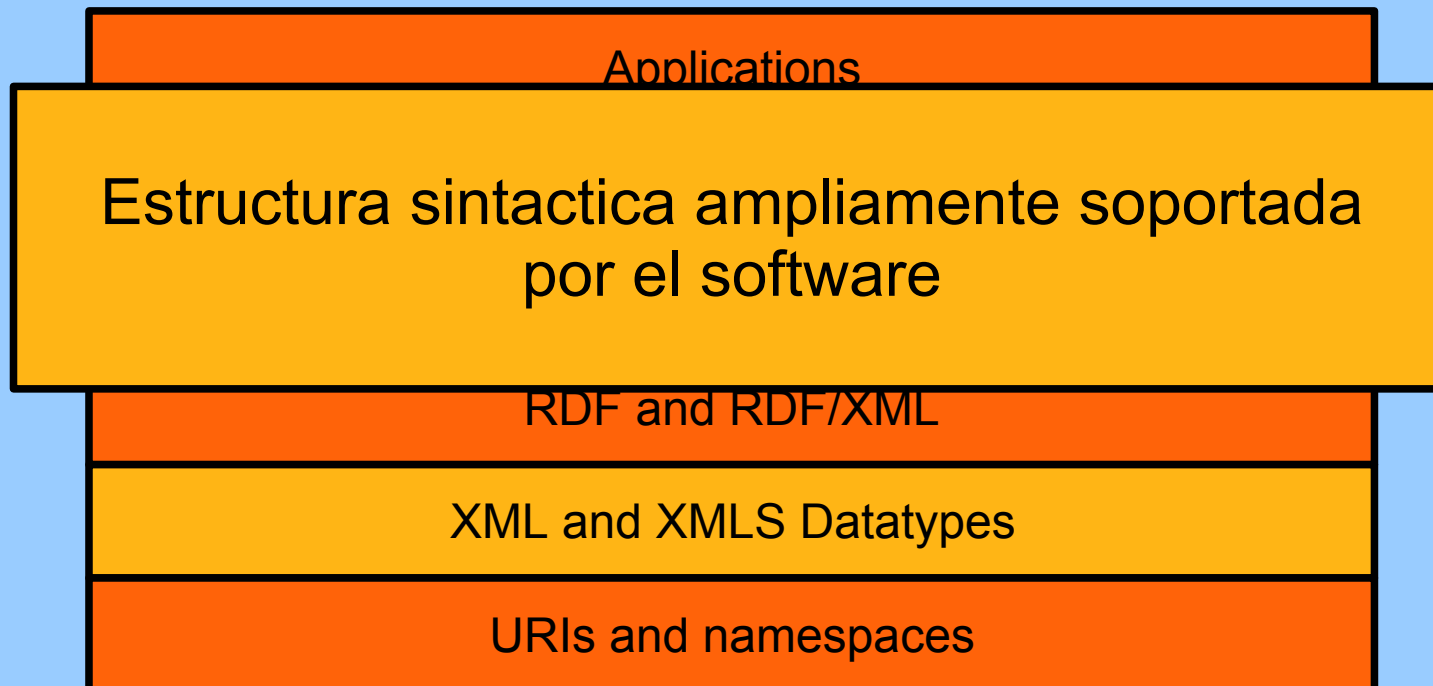 Applications
Estructura sintactica ampliamente soportada
por el software
RDF and RDF/XML
XML and XMLS Datatypes
URIs and namespaces